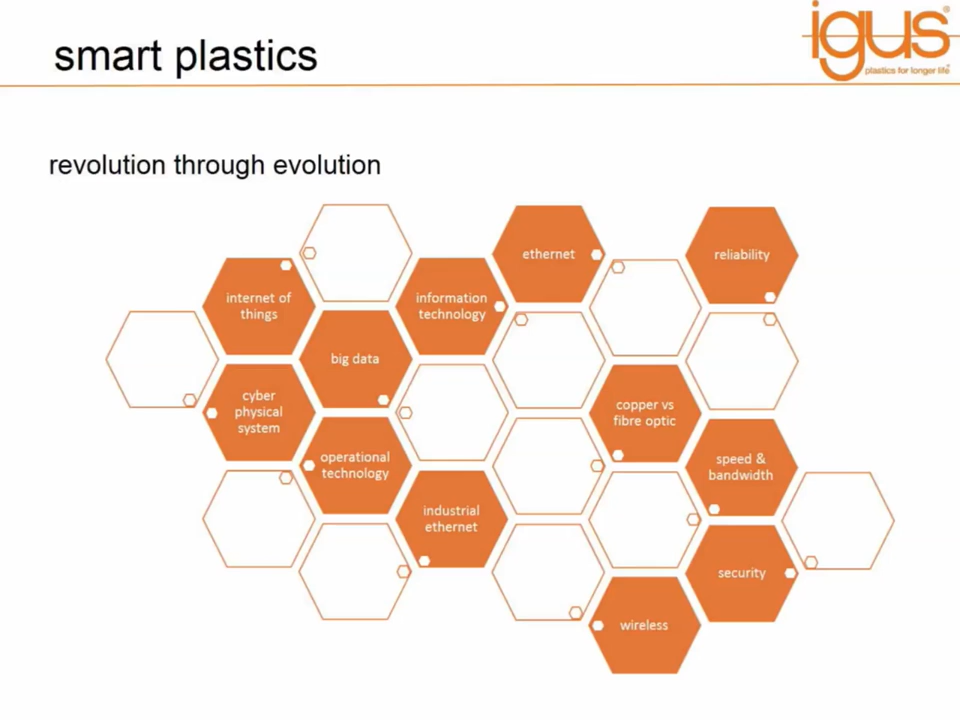 smart plastics
igus®
plastics for longer life®
revolution through evolution
ethernet
reliability
internet of
things
information
technology
big data
cyber
physical
system
copper vs
fibre optic
operational
technology
speed &
bandwidth
industrial
ethernet
security
wireless